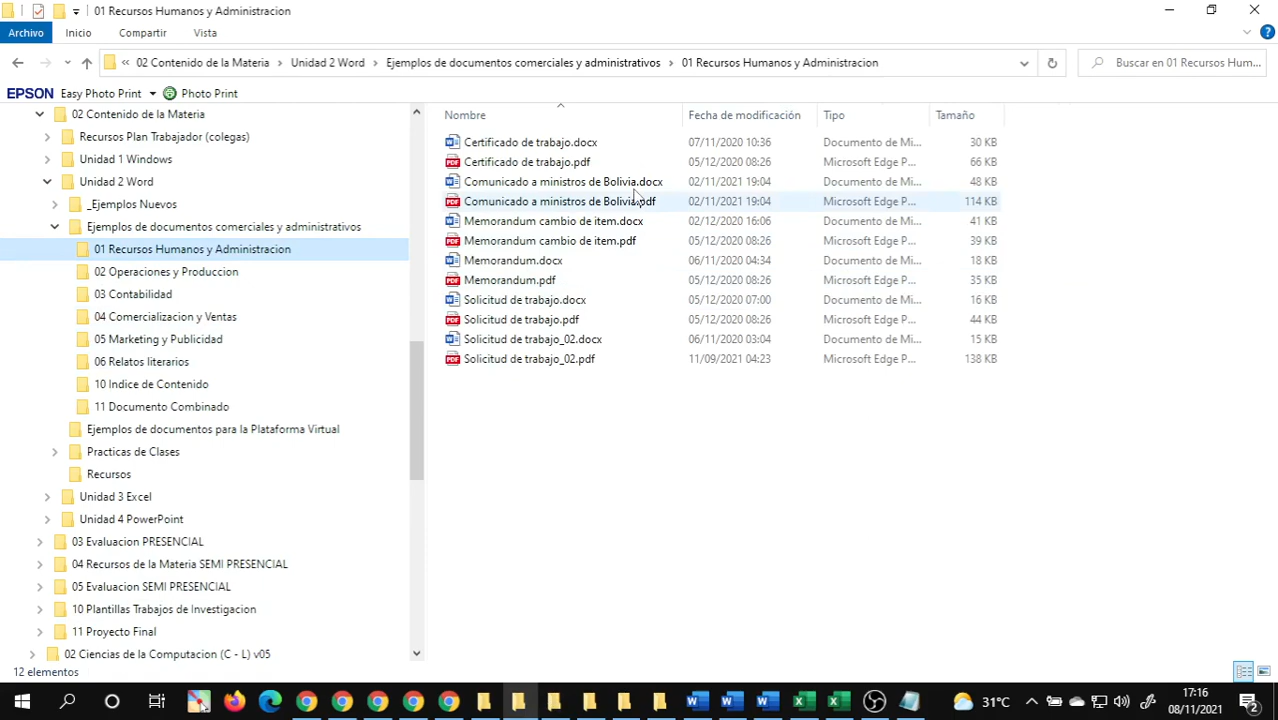 01 Recursos Humanos y Administracion
Archivo Inicio Compartir Vista
« 02 Contenido de la Materia > Unidad 2 Word > Ejemplos de documentos comerciales y administrativos > 01 Recursos Humanos y Administracion
Buscar en 01 Recursos Hum...
EPSON Easy Photo Print Photo Print
02 Contenido de la Materia
Recursos Plan Trabajador (colegas)
Unidad 1 Windows
Unidad 2 Word
_Ejemplos Nuevos
Ejemplos de documentos comerciales y administrativos
01 Recursos Humanos y Administracion
02 Operaciones y Produccion
03 Contabilidad
04 Comercializacion y Ventas
05 Marketing y Publicidad
06 Relatos literarios
10 Indice de Contenido
11 Documento Combinado
Ejemplos de documentos para la Plataforma Virtual
Practicas de Clases
Recursos
Unidad 3 Excel
Unidad 4 PowerPoint
03 Evaluacion PRESENCIAL
04 Recursos de la Materia SEMI PRESENCIAL
05 Evaluacion SEMI PRESENCIAL
10 Plantillas Trabajos de Investigacion
11 Proyecto Final
02 Ciencias de la Computacion (C - L) v05
Nombre Fecha de modificación Tipo Tamaño
Certificado de trabajo.docx 07/11/2020 10:36 Documento de Mi... 30 KB
Certificado de trabajo.pdf 05/12/2020 08:26 Microsoft Edge P... 66 KB
Comunicado a ministros de Bolivia.docx 02/11/2021 19:04 Documento de Mi... 48 KB
Comunicado a ministros de Bolivia.pdf 02/11/2021 19:04 Microsoft Edge P... 114 KB
Memorandum cambio de item.docx 02/12/2020 16:06 Documento de Mi... 41 KB
Memorandum cambio de item.pdf 05/12/2020 08:26 Microsoft Edge P... 39 KB
Memorandum.docx 06/11/2020 04:34 Documento de Mi... 18 KB
Memorandum.pdf 05/12/2020 08:26 Microsoft Edge P... 35 KB
Solicitud de trabajo.docx 05/12/2020 07:00 Documento de Mi... 16 KB
Solicitud de trabajo.pdf 05/12/2020 08:26 Microsoft Edge P... 44 KB
Solicitud de trabajo_02.docx 06/11/2020 03:04 Documento de Mi... 15 KB
Solicitud de trabajo_02.pdf 11/09/2021 04:23 Microsoft Edge P... 138 KB
12 elementos
31°C
17:16
08/11/2021
2